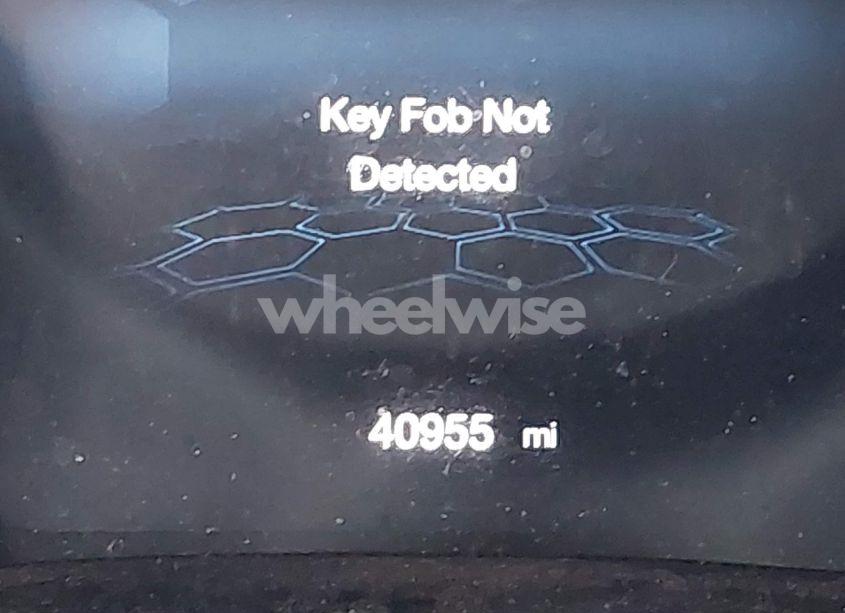 Key Fob Not
Detected
wheelwise
40955 mi